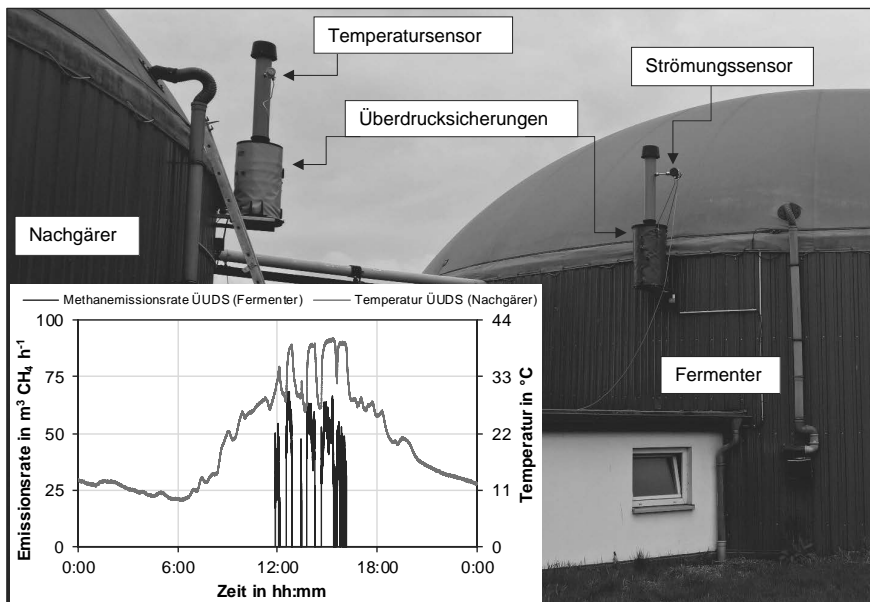 Temperatursensor
Strömungssensor
Überdrucksicherungen
Nachgärer
Fermenter
Methanemissionsrate ÜUDS (Fermenter)
Temperatur ÜUDS (Nachgärer)
Emissionsrate in m³ CH₄ h⁻¹
100
75
50
25
0
Temperatur in °C
44
33
22
11
0
0:00
6:00
12:00
18:00
0:00
Zeit in hh:mm